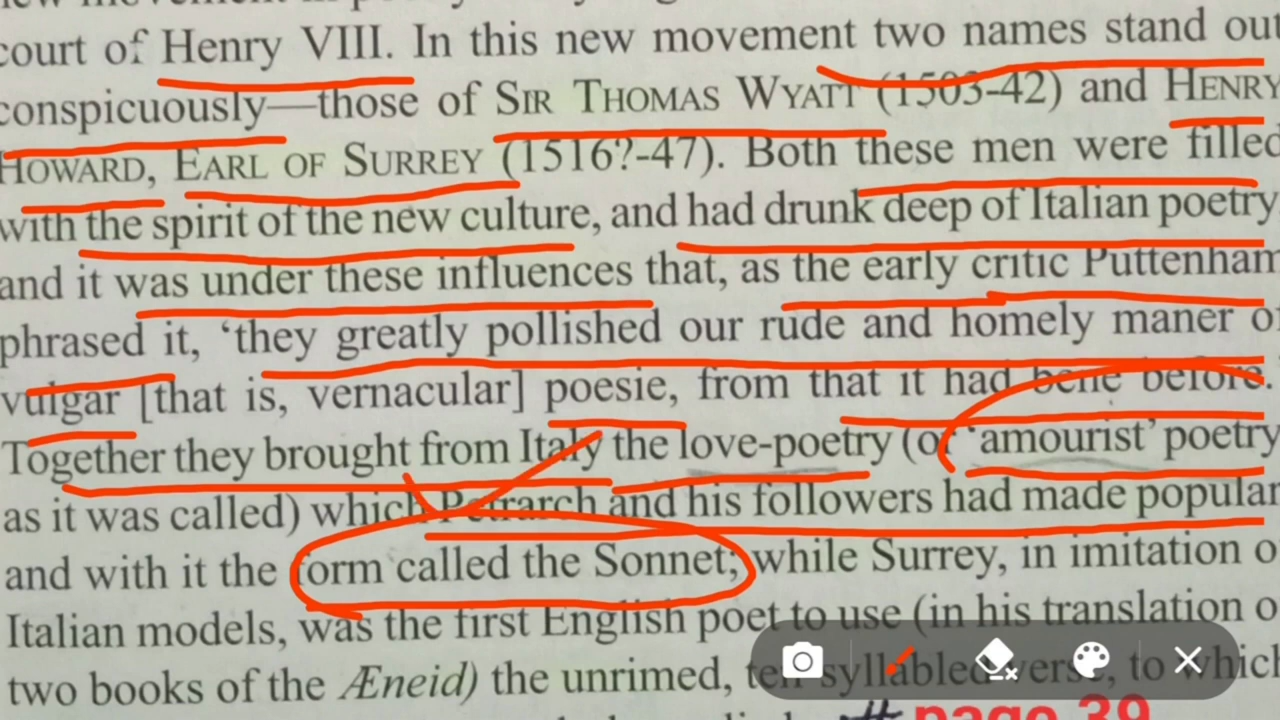 court of Henry VIII. In this new movement two names stand out
conspicuously—those of SIR THOMAS WYATT (1503-42) and HENRY
HOWARD, EARL OF SURREY (1516?-47). Both these men were filled
with the spirit of the new culture, and had drunk deep of Italian poetry
and it was under these influences that, as the early critic Puttenham
phrased it, ‘they greatly pollished our rude and homely maner o
vulgar [that is, vernacular] poesie, from that it had bene before.
Together they brought from Italy the love-poetry (or ‘amourist’ poetry
as it was called) which Petrarch and his followers had made popular
and with it the form called the Sonnet; while Surrey, in imitation o
Italian models, was the first English poet to use (in his translation o
two books of the Æneid) the unrimed, ten-syllabled verse, to which
# page 39